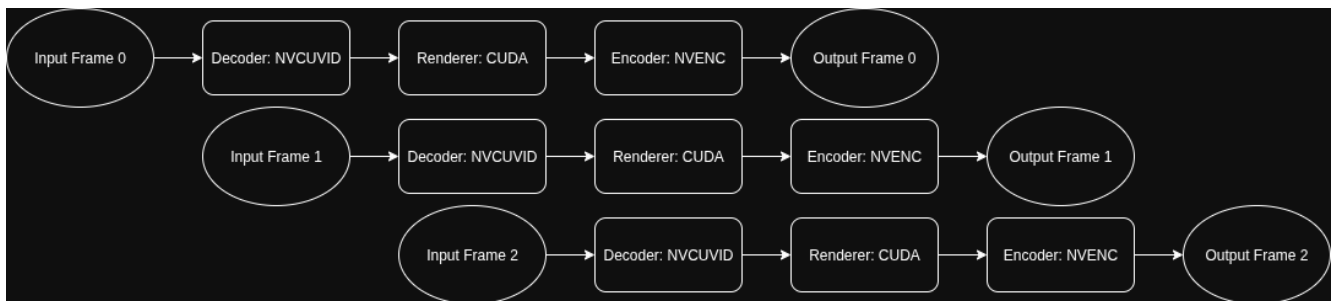 Input Frame 0
Decoder: NVCUVID
Renderer: CUDA
Encoder: NVENC
Output Frame 0
Input Frame 1
Decoder: NVCUVID
Renderer: CUDA
Encoder: NVENC
Output Frame 1
Input Frame 2
Decoder: NVCUVID
Renderer: CUDA
Encoder: NVENC
Output Frame 2